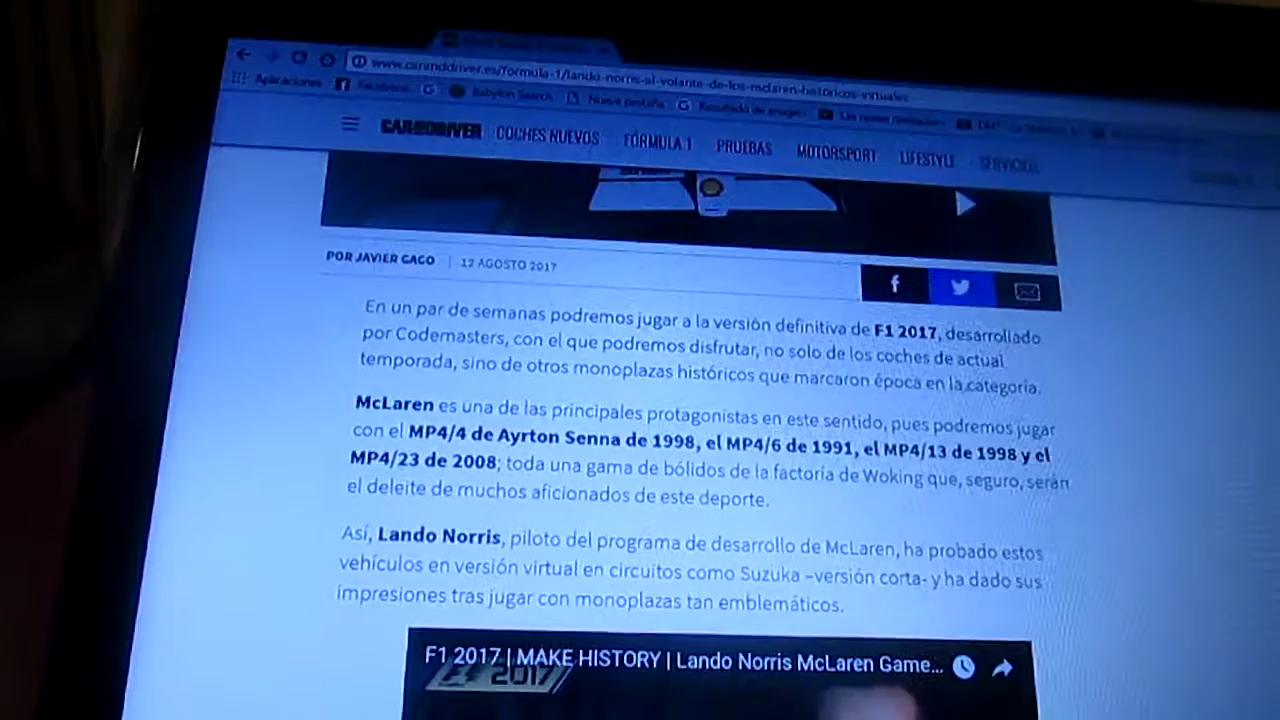 www.caranddriver.es/formula-1/lando-norris-al-volante-de-los-mclaren-historicos-virtuales
Aplicaciones Facebook G Babylon Search Nueva pestaña G Resultado de imagen
CAR AND DRIVER COCHES NUEVOS FÓRMULA 1 PRUEBAS MOTORSPORT LIFESTYLE SERVICIOS
POR JAVIER GAGO | 12 AGOSTO 2017
En un par de semanas podremos jugar a la versión definitiva de F1 2017, desarrollado
por Codemasters, con el que podremos disfrutar, no solo de los coches de actual
temporada, sino de otros monoplazas históricos que marcaron época en la categoría.
McLaren es una de las principales protagonistas en este sentido, pues podremos jugar
con el MP4/4 de Ayrton Senna de 1998, el MP4/6 de 1991, el MP4/13 de 1998 y el
MP4/23 de 2008; toda una gama de bólidos de la factoría de Woking que, seguro, serán
el deleite de muchos aficionados de este deporte.
Así, Lando Norris, piloto del programa de desarrollo de McLaren, ha probado estos
vehículos en versión virtual en circuitos como Suzuka –versión corta- y ha dado sus
impresiones tras jugar con monoplazas tan emblemáticos.
F1 2017 | MAKE HISTORY | Lando Norris McLaren Game...
F1 2017